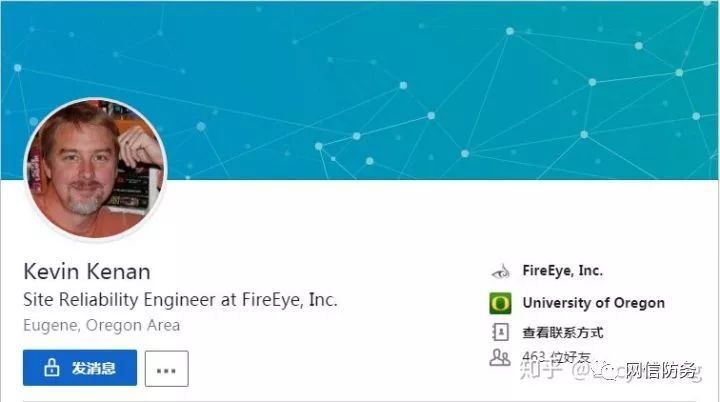 Kevin Kenan
Site Reliability Engineer at FireEye, Inc.
Eugene, Oregon Area
发消息
...
FireEye, Inc.
University of Oregon
查看联系方式
463 位好友
知乎
网信防务